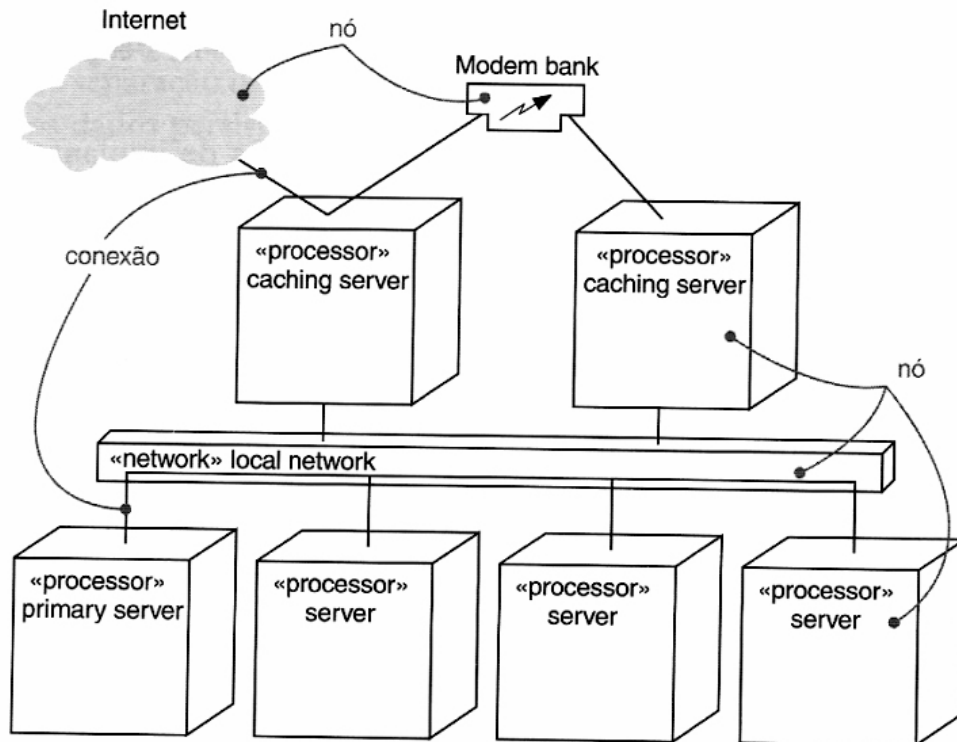 Internet
nó
Modem bank
«processor»
caching server
«processor»
caching server
conexão
nó
«network» local network
«processor»
primary server
«processor»
server
«processor»
server
«processor»
server